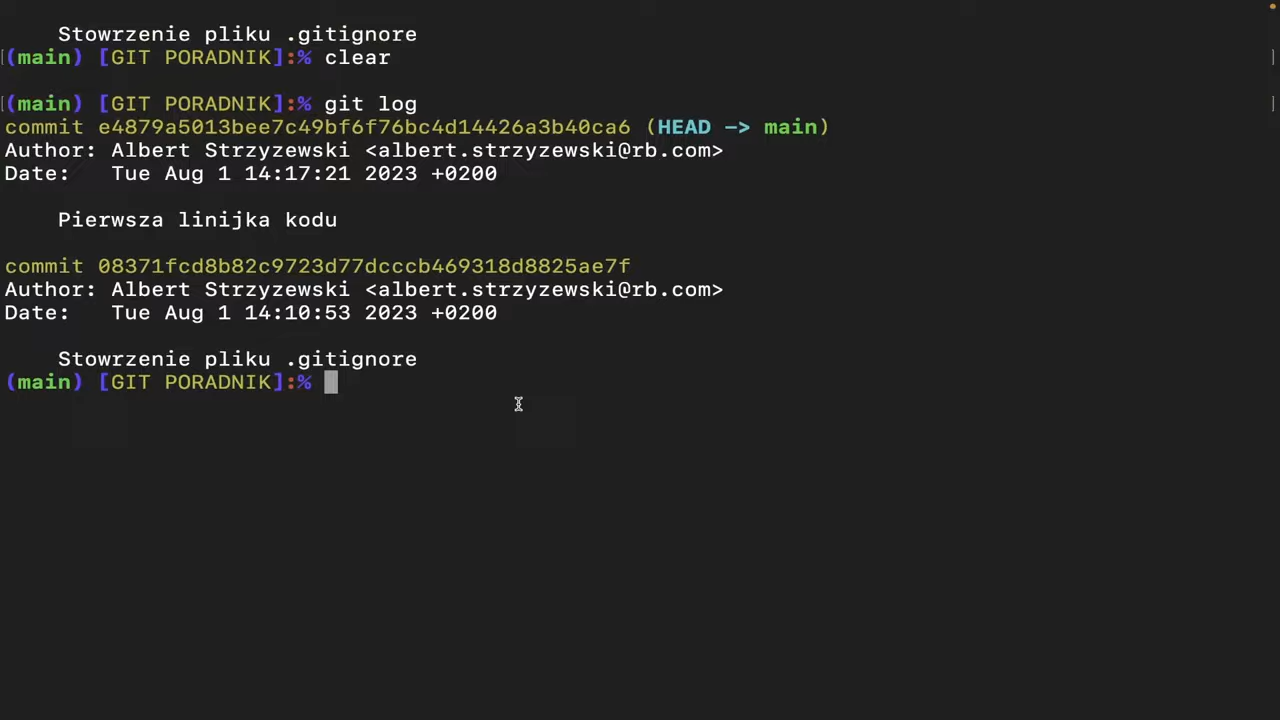 Stowrzenie pliku .gitignore
(main) [GIT PORADNIK]:% clear
(main) [GIT PORADNIK]:% git log
commit e4879a5013bee7c49bf6f76bc4d14426a3b40ca6 (HEAD -> main)
Author: Albert Strzyzewski <albert.strzyzewski@rb.com>
Date:   Tue Aug 1 14:17:21 2023 +0200
Pierwsza linijka kodu
commit 08371fcd8b82c9723d77dcccb469318d8825ae7f
Author: Albert Strzyzewski <albert.strzyzewski@rb.com>
Date:   Tue Aug 1 14:10:53 2023 +0200
Stowrzenie pliku .gitignore
(main) [GIT PORADNIK]:%